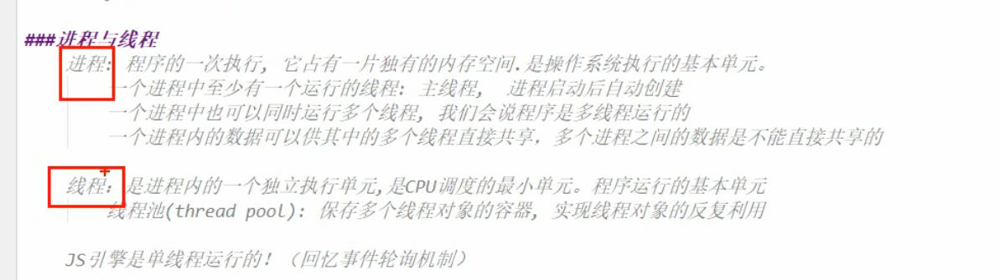 ###进程与线程
进程: 程序的一次执行, 它占有一片独有的内存空间.是操作系统执行的基本单元。
一个进程中至少有一个运行的线程: 主线程, 进程启动后自动创建
一个进程中也可以同时运行多个线程, 我们会说程序是多线程运行的
一个进程内的数据可以供其中的多个线程直接共享，多个进程之间的数据是不能直接共享的
线程: 是进程内的一个独立执行单元,是CPU调度的最小单元。程序运行的基本单元
线程池(thread pool): 保存多个线程对象的容器, 实现线程对象的反复利用
JS引擎是单线程运行的! （回忆事件轮询机制）